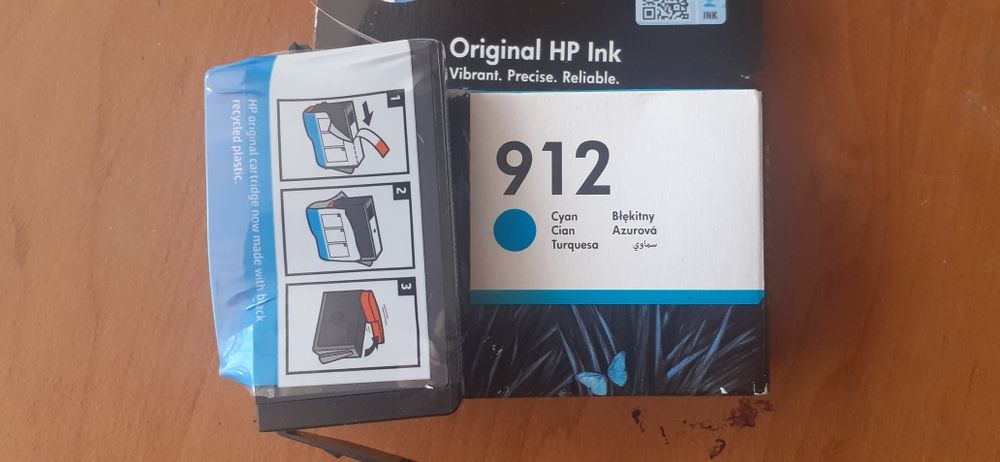 INK
Original HP Ink
Vibrant. Precise. Reliable.
912
Cyan Błękitny
Cian Azurová
Turquesa سماوي
HP original cartridge now made with black
recycled plastic.
1
2
3